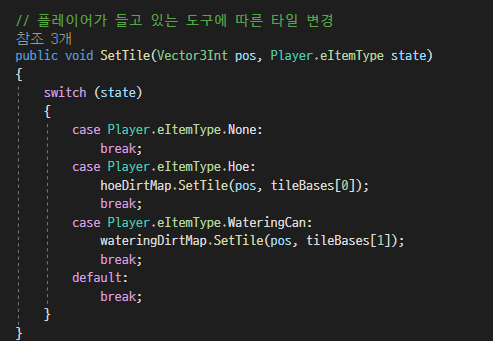 // 플레이어가 들고 있는 도구에 따른 타일 변경
참조 3개
public void SetTile(Vector3Int pos, Player.eItemType state)
{
    switch (state)
    {
        case Player.eItemType.None:
            break;
        case Player.eItemType.Hoe:
            hoeDirtMap.SetTile(pos, tileBases[0]);
            break;
        case Player.eItemType.WateringCan:
            wateringDirtMap.SetTile(pos, tileBases[1]);
            break;
        default:
            break;
    }
}